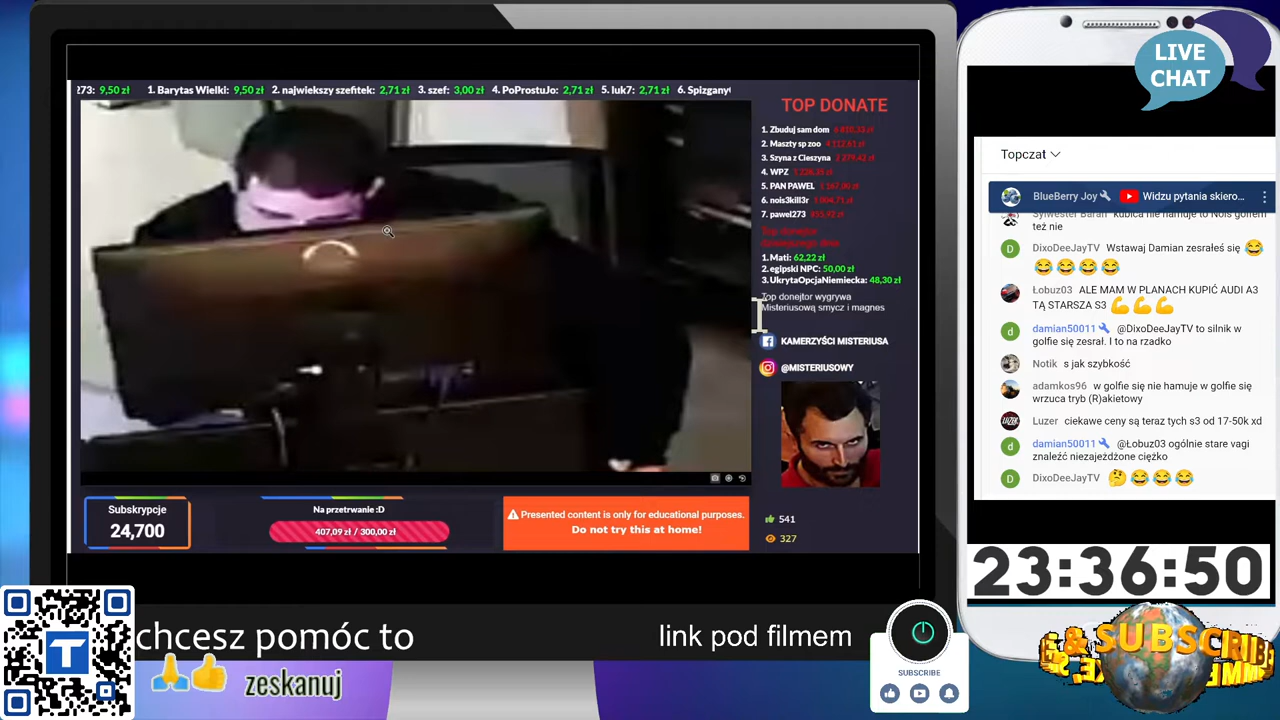 273: 9,50 zł 1. Barytas Wielki: 9,50 zł 2. najwiekszy szefitek: 2,71 zł 3. szef: 3,00 zł 4. PoProstuJo: 2,71 zł 5. luk7: 2,71 zł 6. Spizgany
TOP DONATE
1. Zbuduj sam dom
2. Maszty sp zoo
3. Szyna z Cieszyna
4. WPZ
5. PAN PAWEL
6. nois3kill3r
7. pawel273
1.Mati: 62,22 zł
2.egipski NPC: 50,00 zł
3.UkrytaOpcjaNiemiecka: 48,30 zł
Top donejtor wygrywa
Misteriusową smycz i magnes
KAMERZYŚCI MISTERIUSA
@MISTERIUSOWY
541
327
Subskrypcje
24,700
Na przetrwanie :D
407,09 zł / 300,00 zł
Presented content is only for educational purposes.
Do not try this at home!
chcesz pomóc to
zeskanuj
link pod filmem
SUBSCRIBE
LIVE
CHAT
Topczat
BlueBerry Joy Widzu pytania skiero...
Sylwester Baran kubica nie hamuje to Nois golfem
też nie
DixoDeeJayTV Wstawaj Damian zesrałeś się 😂
😂😂😂😂
Łobuz03 ALE MAM W PLANACH KUPIĆ AUDI A3
TĄ STARSZA S3 💪💪💪
damian50011 @DixoDeeJayTV to silnik w
golfie się zesrał. I to na rzadko
Notik s jak szybkość
adamkos96 w golfie się nie hamuje w golfie się
wrzuca tryb (R)akietowy
Luzer ciekawe ceny są teraz tych s3 od 17-50k xd
damian50011 @Łobuz03 ogólnie stare vagi
znaleźć niezajeżdżone ciężko
DixoDeeJayTV 🤔😂😂😂
23:36:50
& SUBSCRIBE